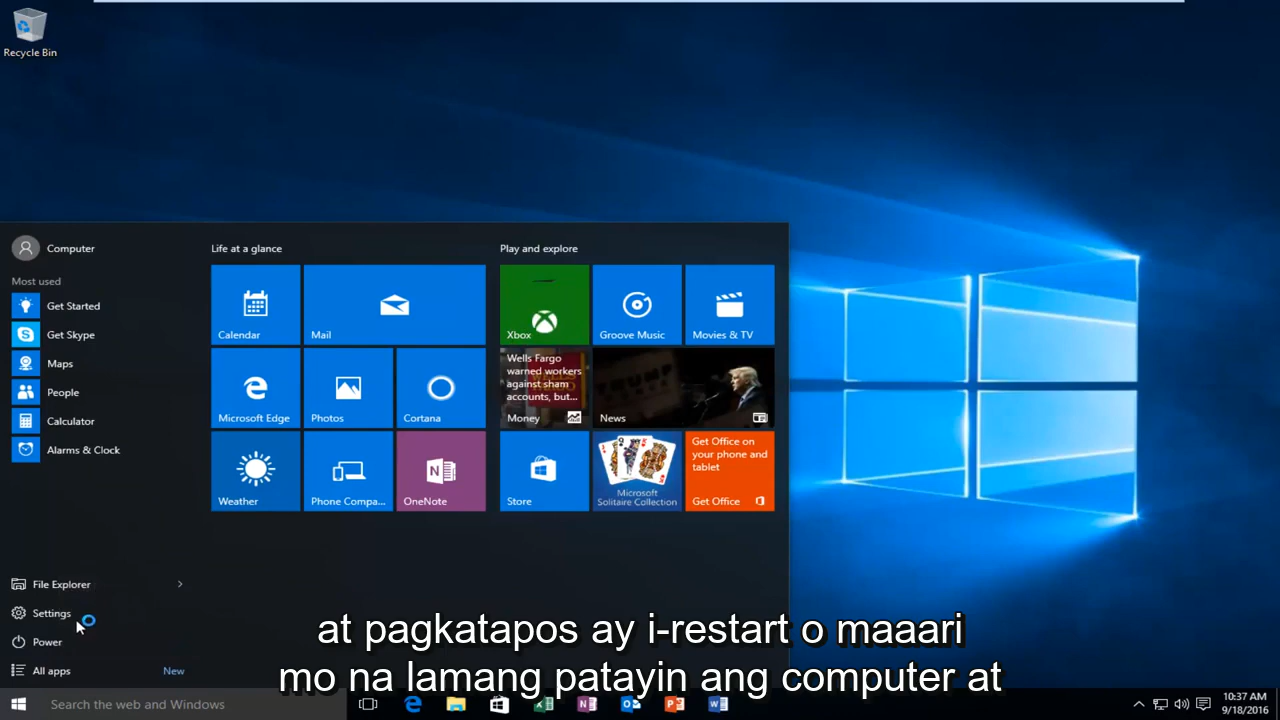 Recycle Bin
Computer
Most used
Get Started
Get Skype
Maps
People
Calculator
Alarms & Clock
File Explorer
Settings
Power
All apps
New
Life at a glance
Calendar
Mail
Microsoft Edge
Photos
Cortana
Weather
Phone Compa...
OneNote
Play and explore
Xbox
Groove Music
Movies & TV
Wells Fargo
warned workers
against sham
accounts, but...
Money
News
Store
Microsoft
Solitaire Collection
Get Office on
your phone and
tablet
Get Office
at pagkatapos ay i-restart o maaari
mo na lamang patayin ang computer at
Search the web and Windows
10:37 AM
9/18/2016